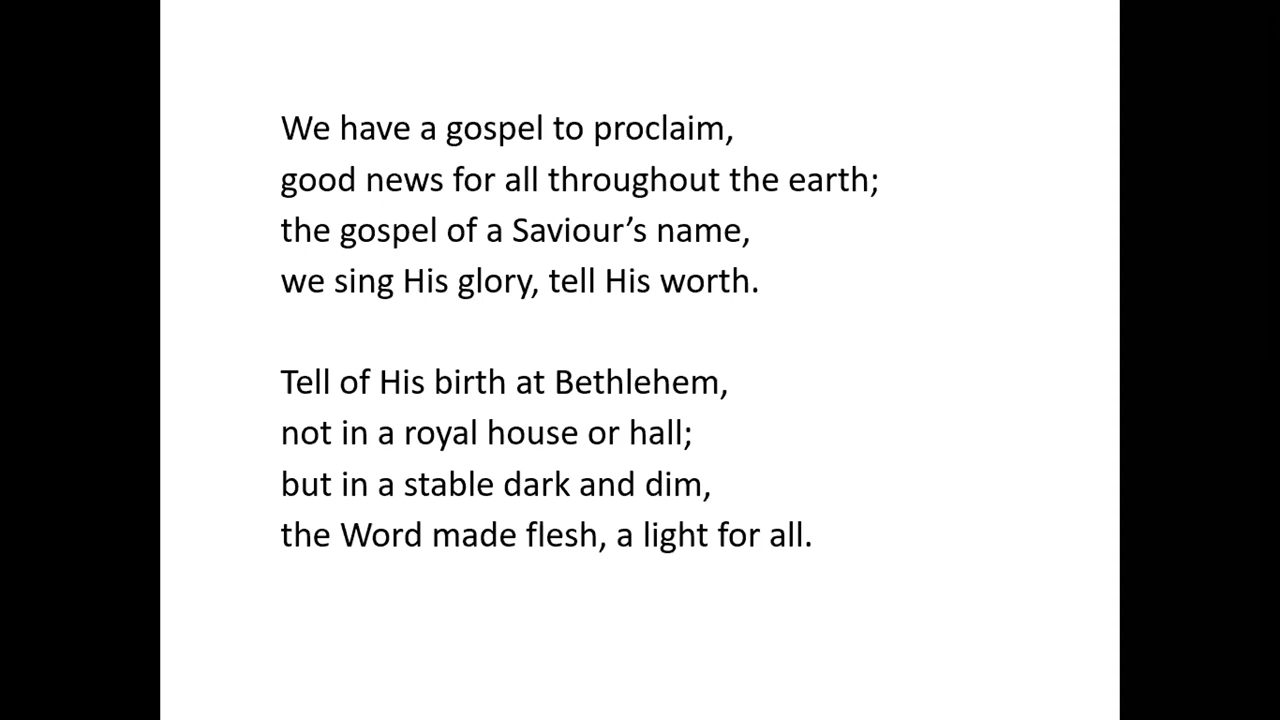 We have a gospel to proclaim,
good news for all throughout the earth;
the gospel of a Saviour’s name,
we sing His glory, tell His worth.
Tell of His birth at Bethlehem,
not in a royal house or hall;
but in a stable dark and dim,
the Word made flesh, a light for all.